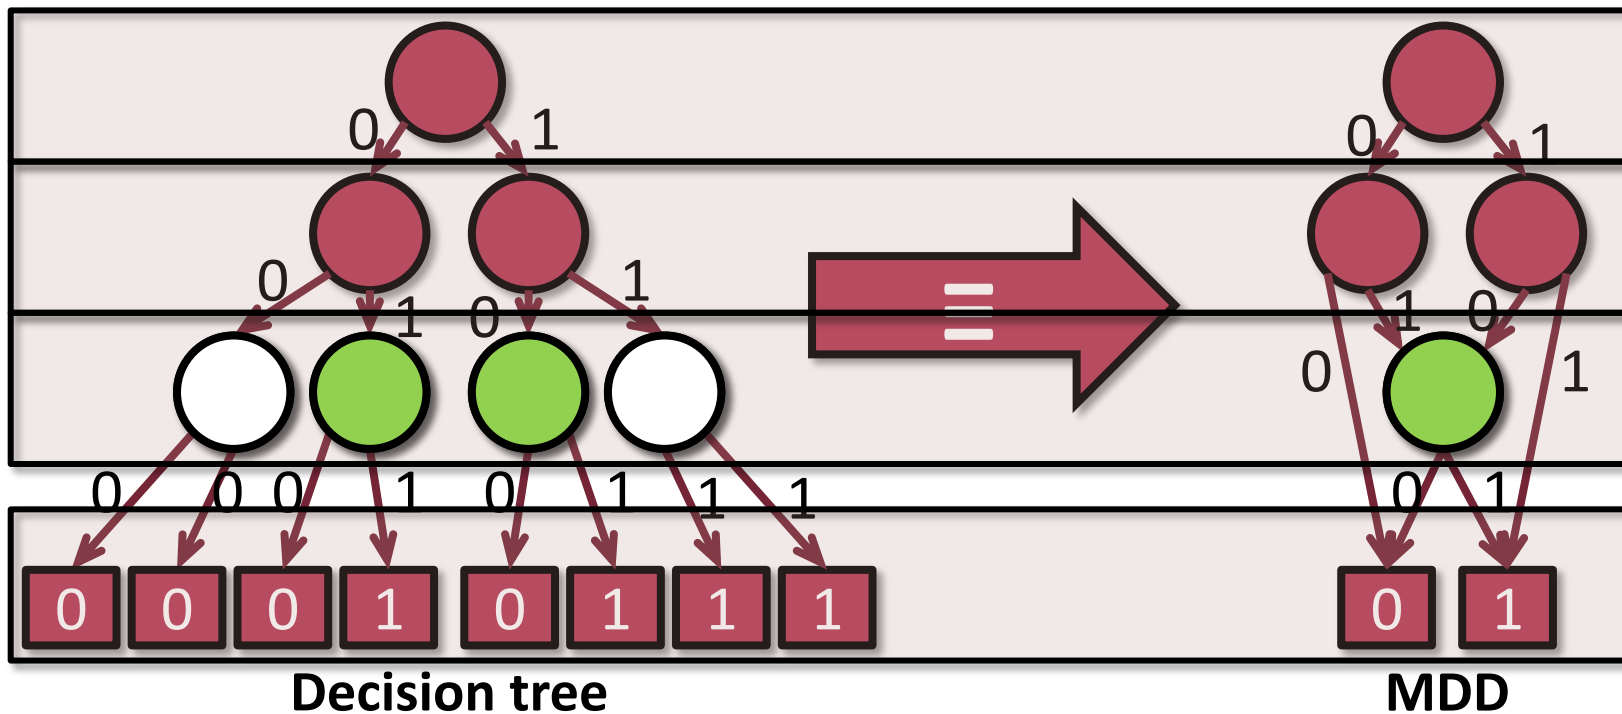 0 1 0 1
0 1 0 1 1 0
0 1
0 0 0 1 0 1 1 1 0 1
0 0 0 1 0 1 1 1 0 1
Decision tree MDD